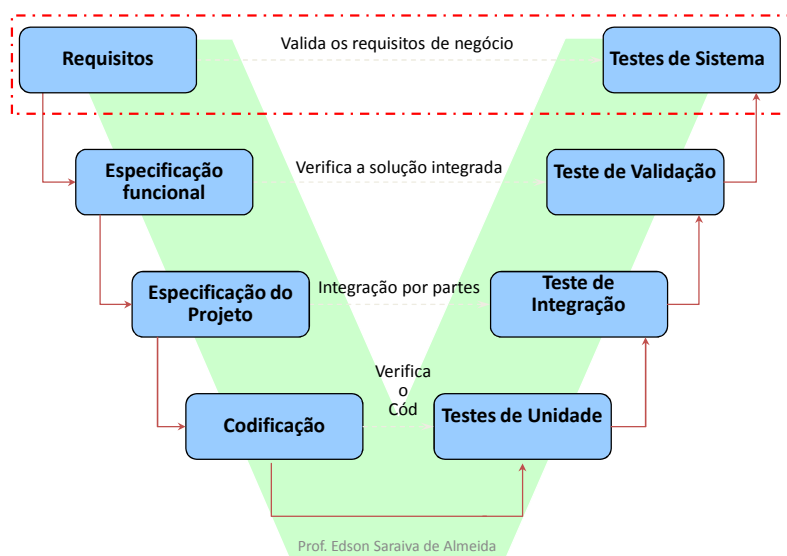 Requisitos
Valida os requisitos de negócio
Testes de Sistema
Especificação
funcional
Verifica a solução integrada
Teste de Validação
Especificação do
Projeto
Integração por partes
Teste de
Integração
Codificação
Verifica
o
Cód
Testes de Unidade
Prof. Edson Saraiva de Almeida